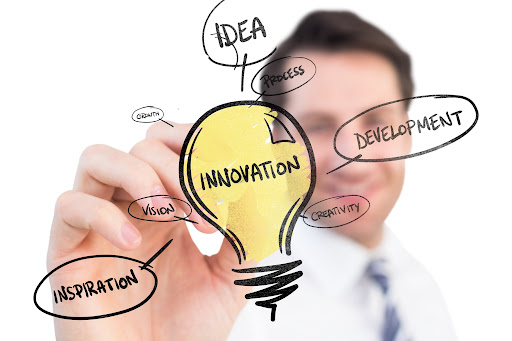 IDEA
PROCESS
GROWTH
DEVELOPMENT
INNOVATION
VISION
CREATIVITY
INSPIRATION